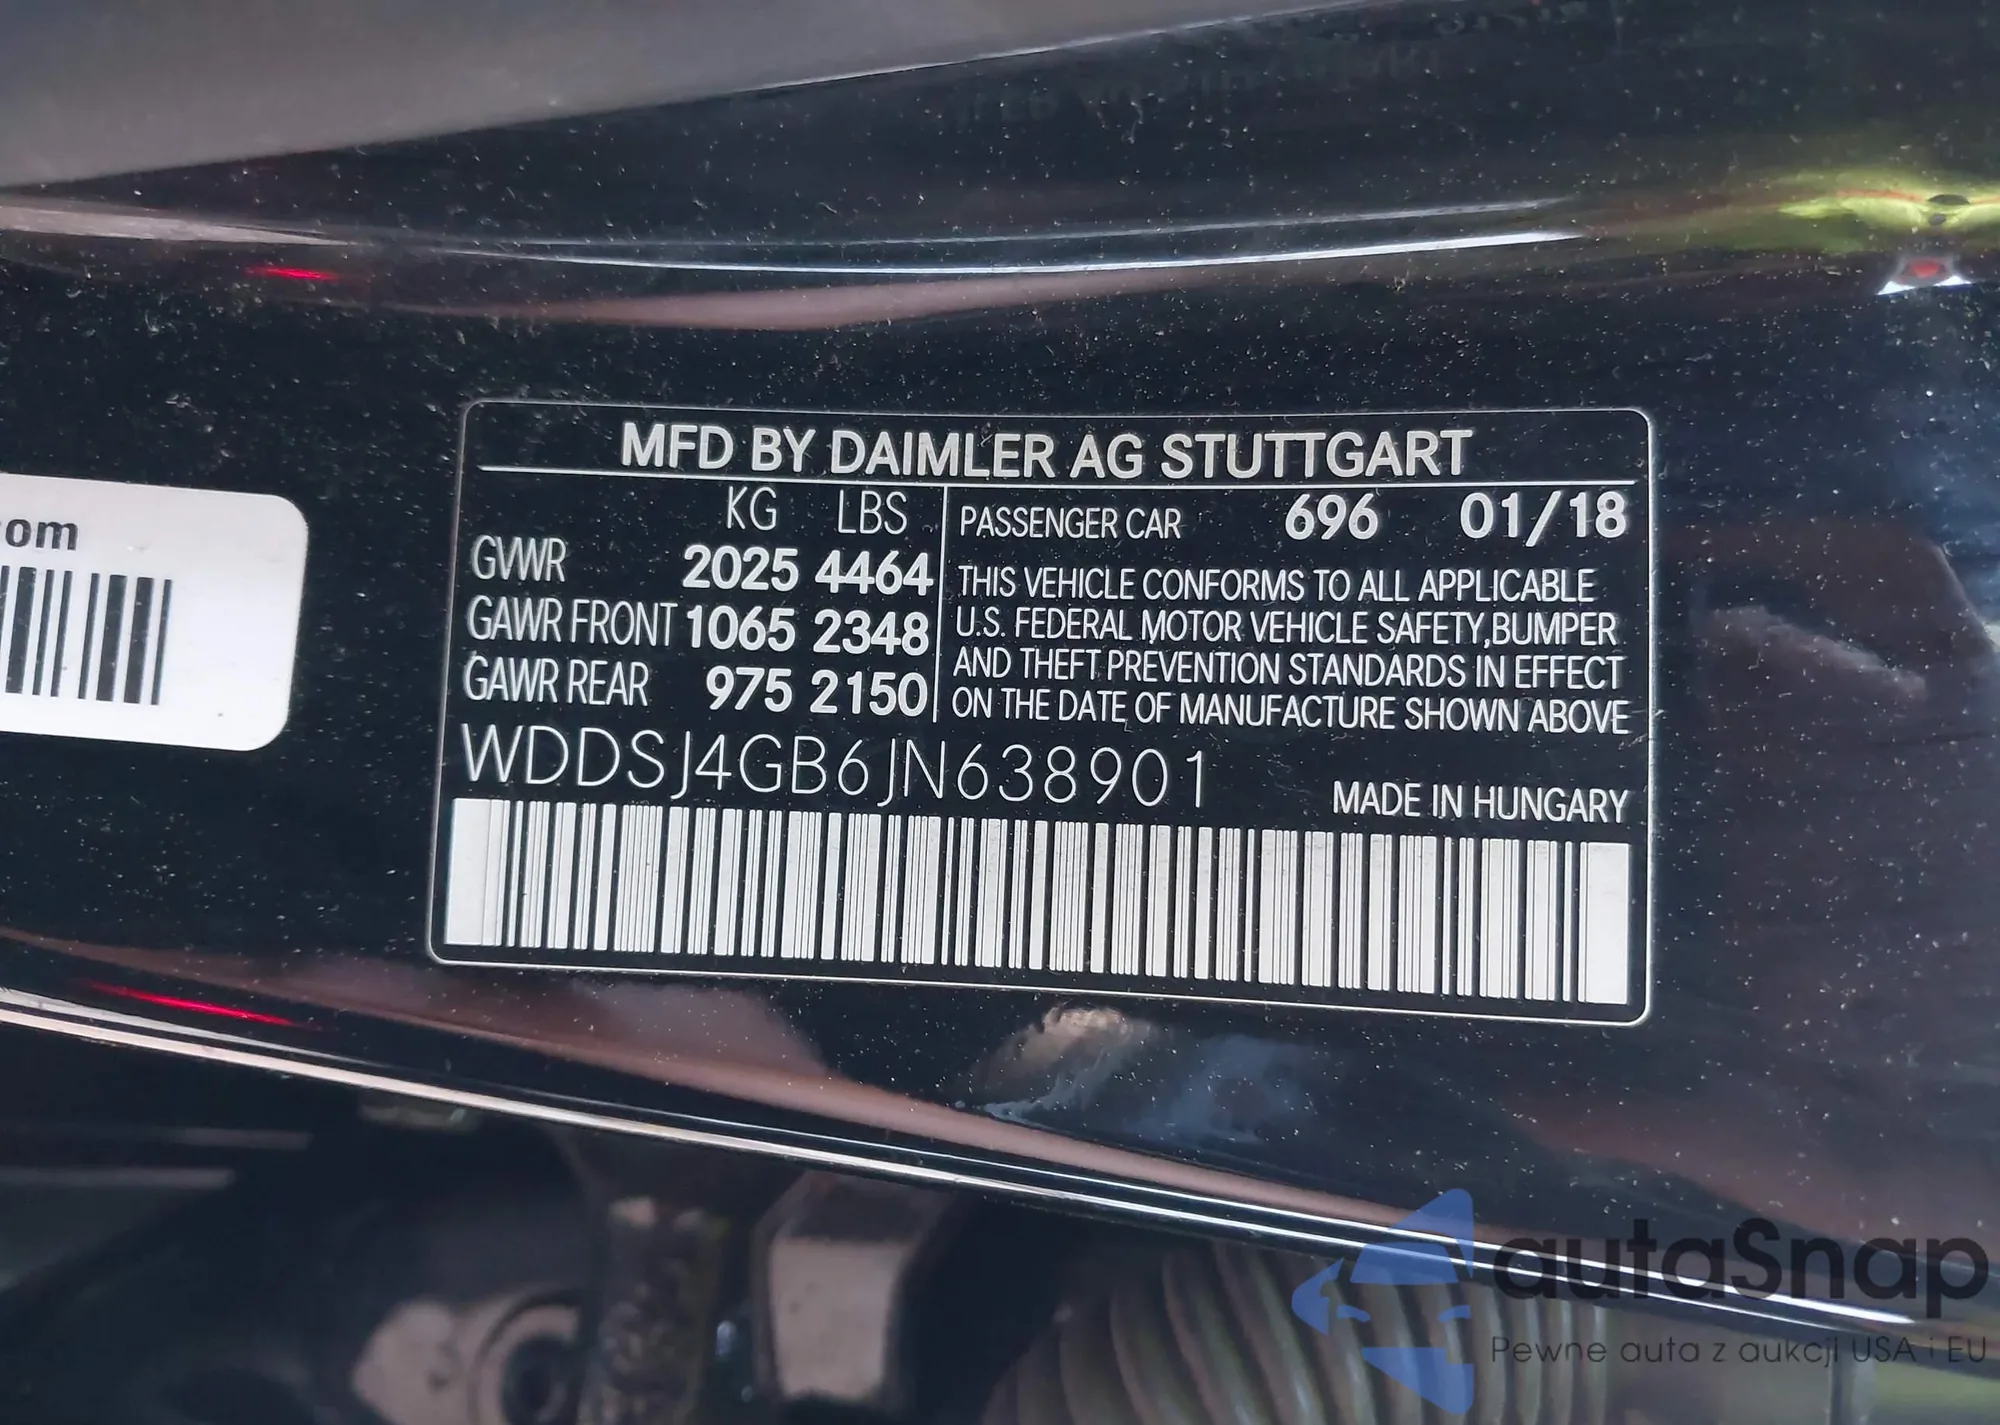 om
MFD BY DAIMLER AG STUTTGART
KG LBS
GVWR 2025 4464
GAWR FRONT 1065 2348
GAWR REAR 975 2150
PASSENGER CAR 696 01/18
THIS VEHICLE CONFORMS TO ALL APPLICABLE
U.S. FEDERAL MOTOR VEHICLE SAFETY,BUMPER
AND THEFT PREVENTION STANDARDS IN EFFECT
ON THE DATE OF MANUFACTURE SHOWN ABOVE
WDDSJ4GB6JN638901
MADE IN HUNGARY
autaSnap
Pewne auta z aukcji USA i EU